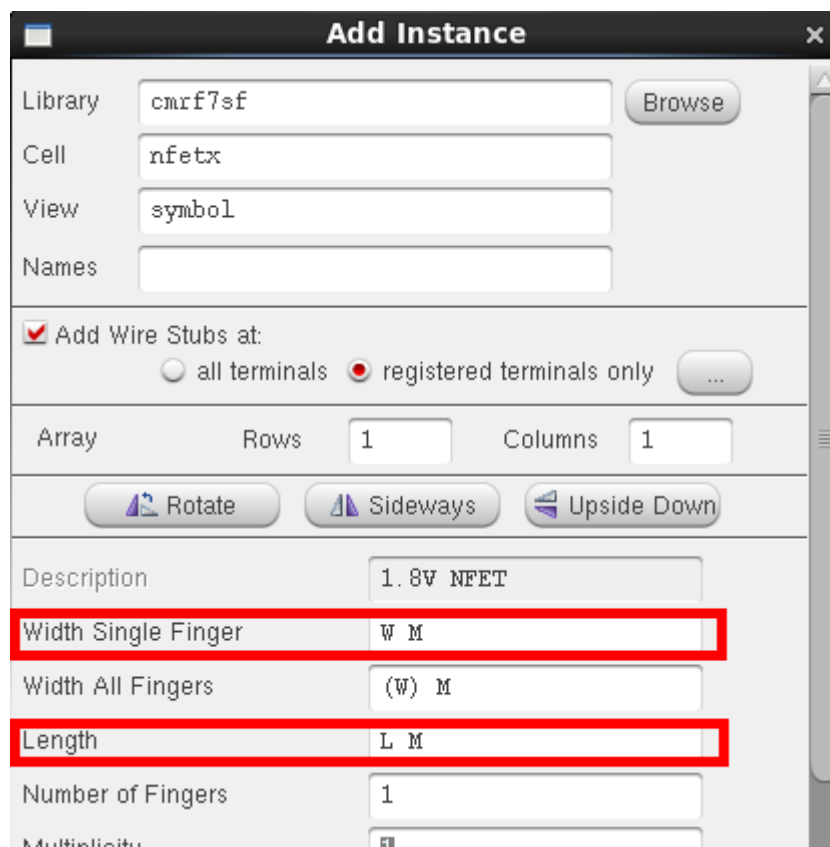 Add Instance
Library cmrf7sf Browse
Cell nfetx
View symbol
Names
Add Wire Stubs at:
all terminals registered terminals only ...
Array Rows 1 Columns 1
Rotate Sideways Upside Down
Description 1.8V NFET
Width Single Finger W M
Width All Fingers (W) M
Length L M
Number of Fingers 1
Multiplicity 1